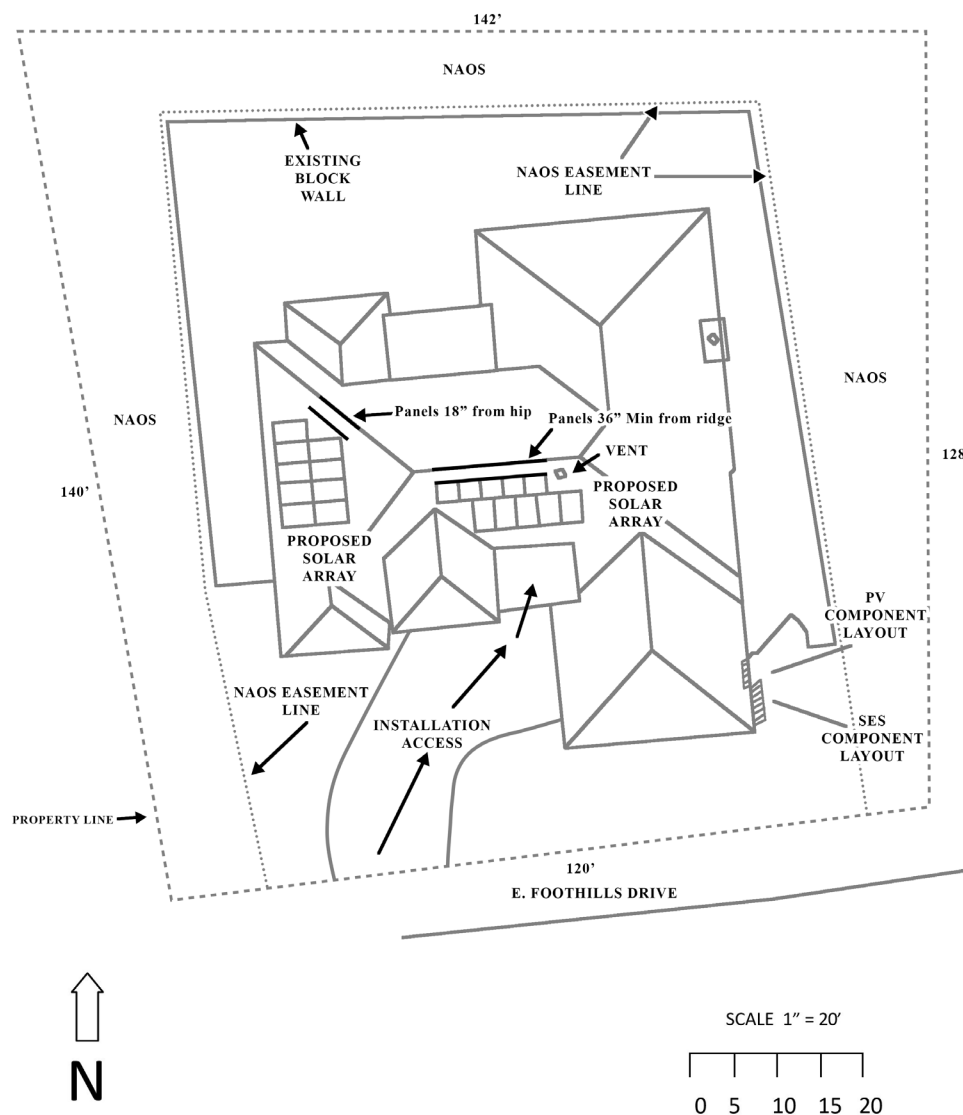 142’
NAOS
EXISTING
BLOCK
WALL
NAOS EASEMENT
LINE
NAOS
NAOS
Panels 18” from hip
Panels 36” Min from ridge
VENT
128
140’
PROPOSED
SOLAR
ARRAY
PROPOSED
SOLAR
ARRAY
PV
COMPONENT
LAYOUT
NAOS EASEMENT
LINE
INSTALLATION
ACCESS
SES
COMPONENT
LAYOUT
PROPERTY LINE
120’
E. FOOTHILLS DRIVE
N
SCALE 1” = 20’
0 5 10 15 20